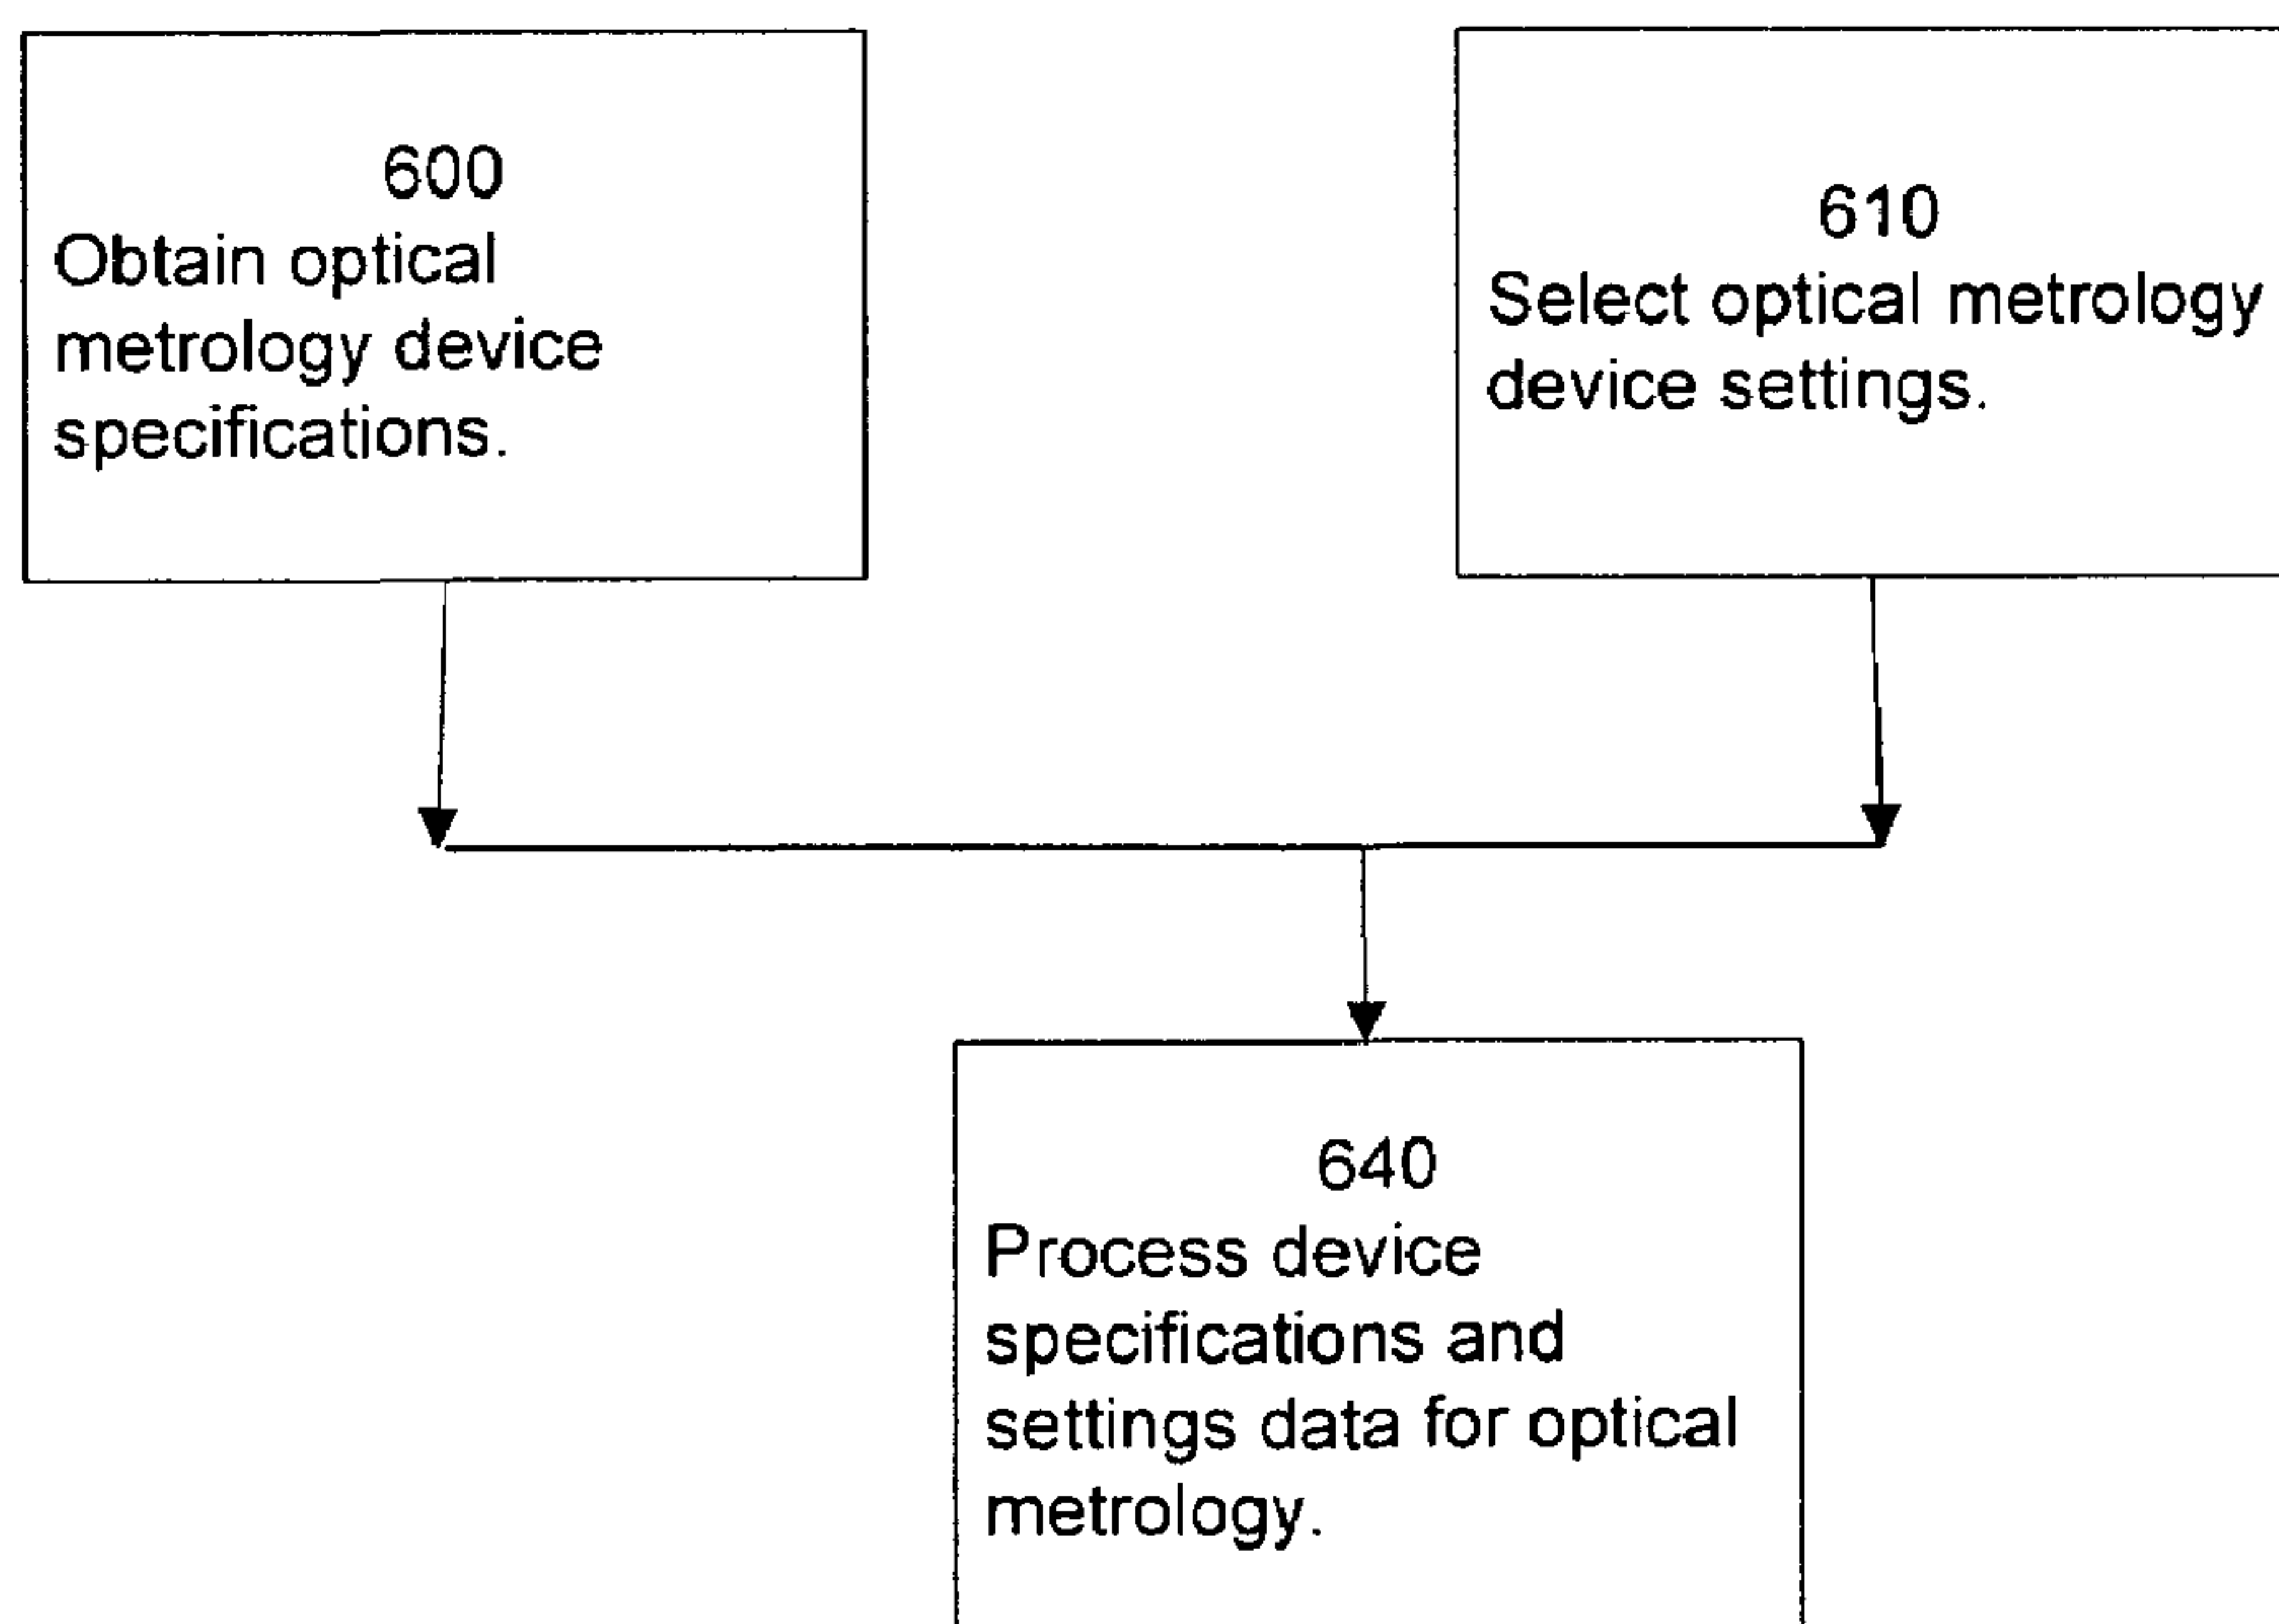 600
Obtain optical
metrology device
specifications.
610
Select optical metrology
device settings.
640
Process device
specifications and
settings data for optical
metrology.